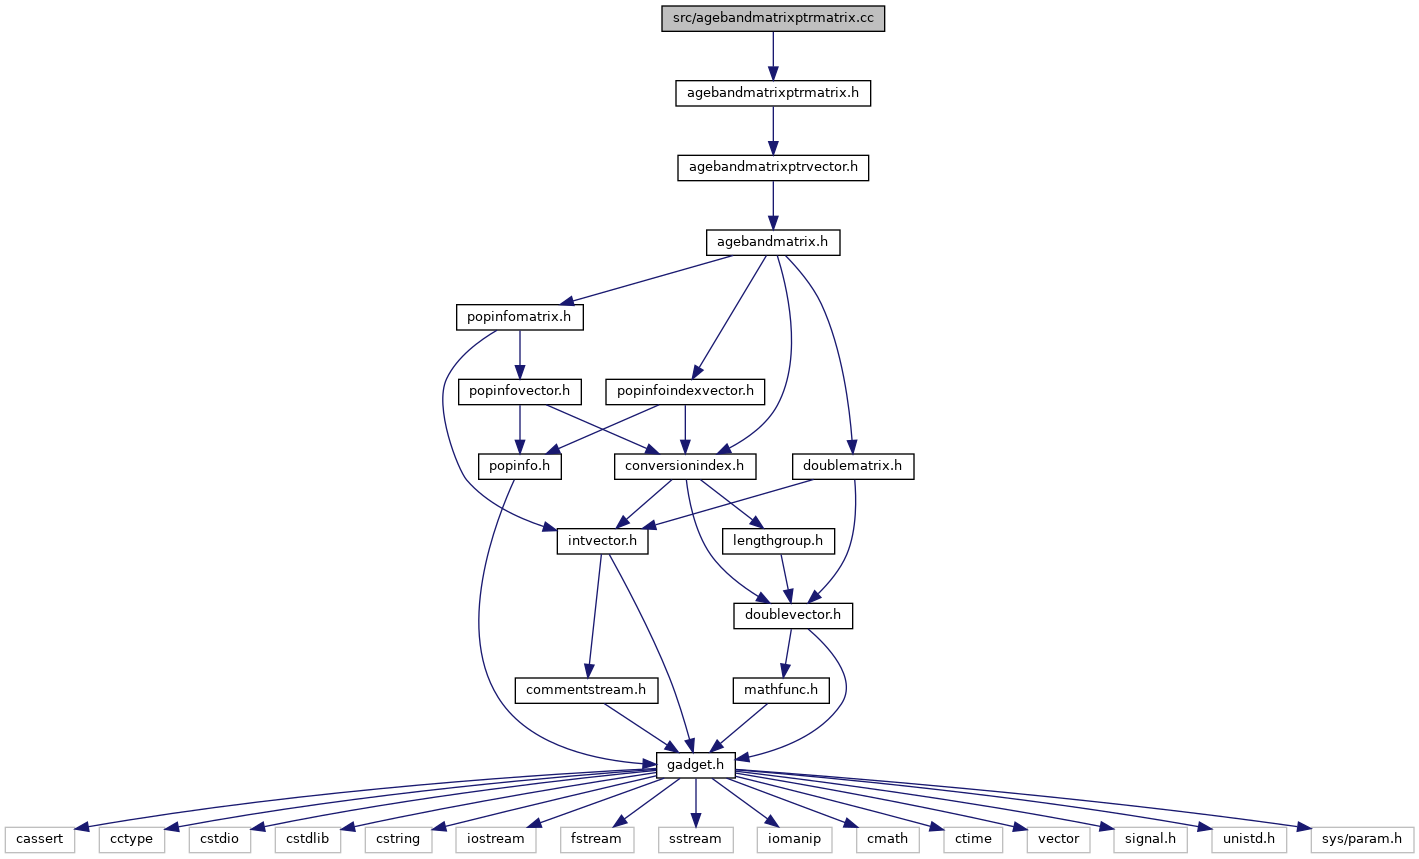 src/agebandmatrixptrmatrix.cc
agebandmatrixptrmatrix.h
agebandmatrixptrvector.h
agebandmatrix.h
popinfomatrix.h
popinfovector.h
popinfoindexvector.h
popinfo.h
conversionindex.h
doublematrix.h
intvector.h
lengthgroup.h
doublevector.h
commentstream.h
mathfunc.h
gadget.h
cassert
cctype
cstdio
cstdlib
cstring
iostream
fstream
sstream
iomanip
cmath
ctime
vector
signal.h
unistd.h
sys/param.h